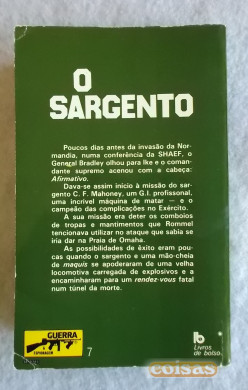 O
SARGENTO
Poucos dias antes da invasão da Nor-
mandia, numa conferência da SHAEF, o
General Bradley olhou para Ike e o coman-
dante supremo acenou com a cabeça:
Afirmativo.
Dava-se assim início à missão do sar-
gento C. F. Mahoney, um G.I. profissional,
uma incrível máquina de matar — e o
campeão das complicações no Exército.
A sua missão era deter os comboios
de tropas e mantimentos que Rommel
tencionava utilizar no ataque que sabia se
iria dar na Praia de Omaha.
As possibilidades de êxito eram pou-
cas quando o sargento e uma mão cheia
de maquis se apoderaram de uma velha
locomotiva carregada de explosivos e a
encaminharam para um rendez-vous fatal
num túnel da morte.
GUERRA
ESPIONAGEM
7
Livros
de bolso
coisas